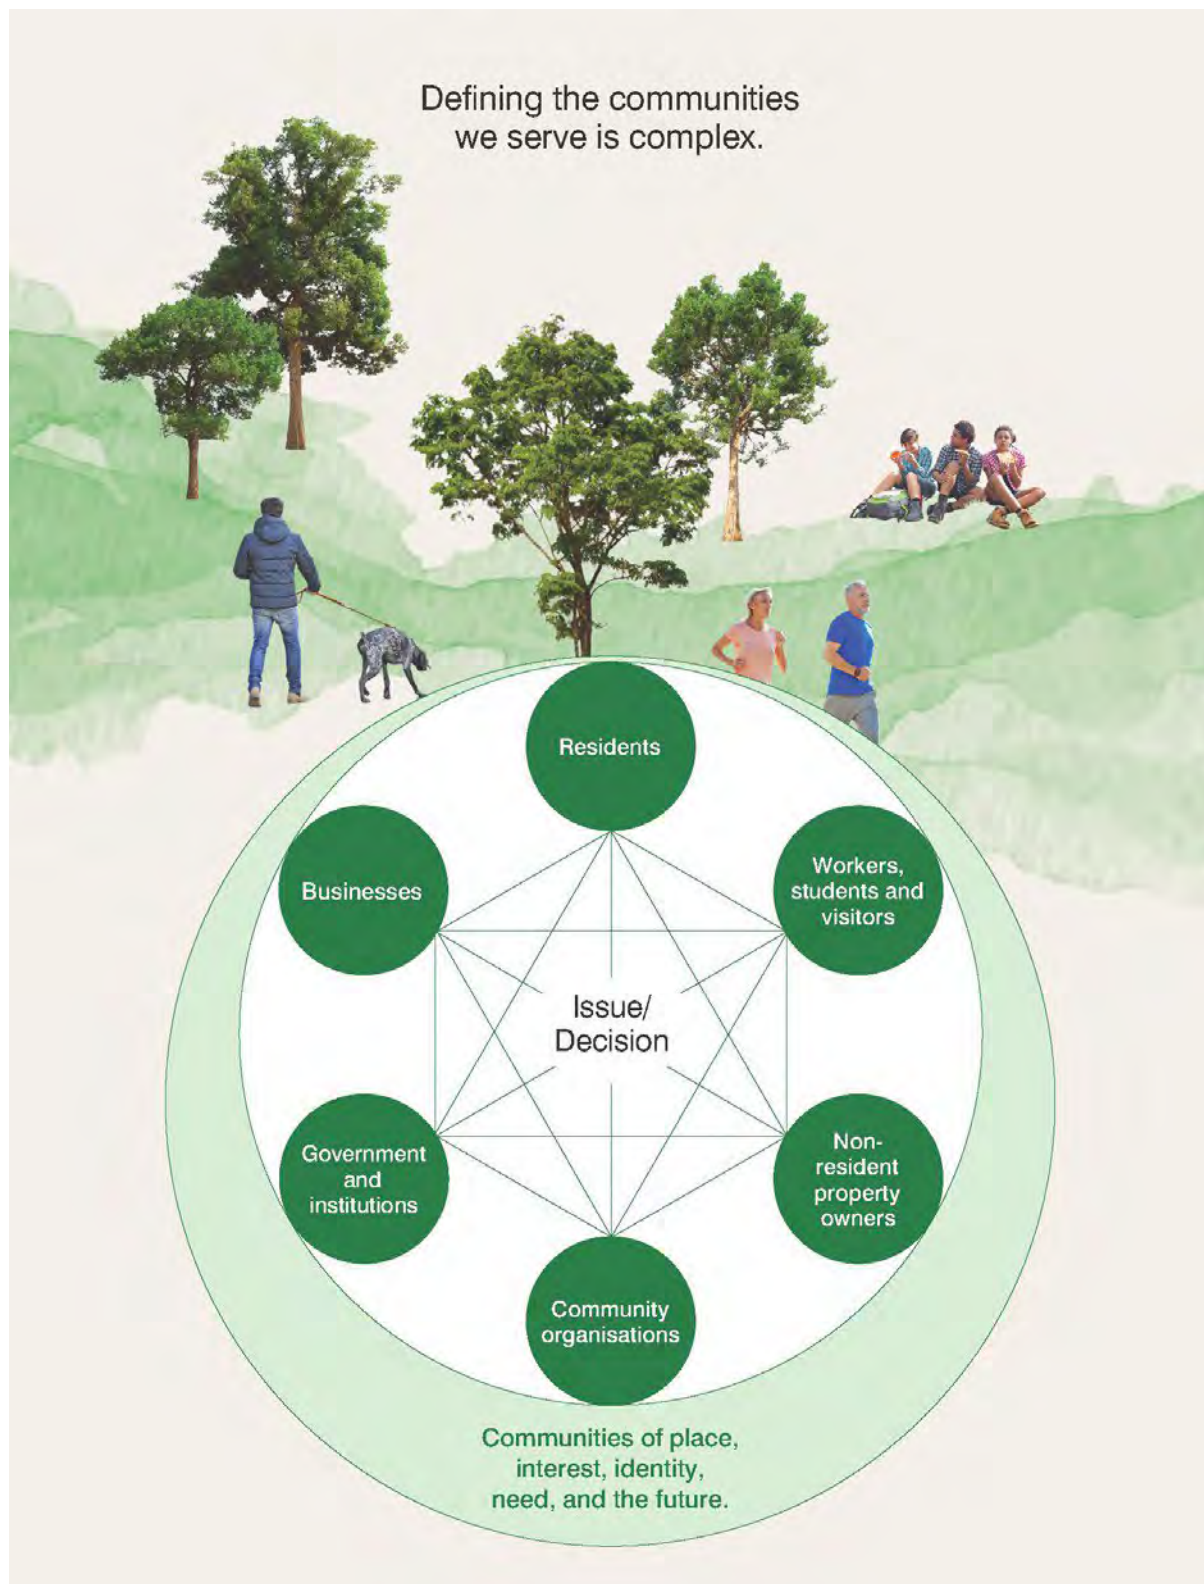 Defining the communities
we serve is complex.
Residents
Businesses
Workers,
students and
visitors
Issue/
Decision
Government
and
institutions
Non-
resident
property
owners
Community
organisations
Communities of place,
interest, identity,
need, and the future.